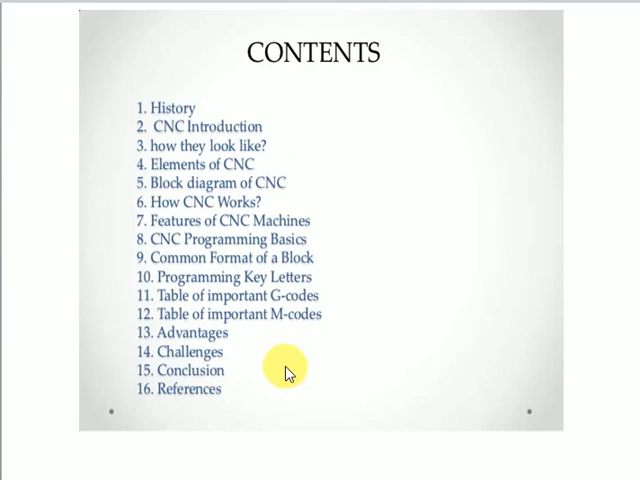 CONTENTS
1. History
2. CNC Introduction
3. how they look like?
4. Elements of CNC
5. Block diagram of CNC
6. How CNC Works?
7. Features of CNC Machines
8. CNC Programming Basics
9. Common Format of a Block
10. Programming Key Letters
11. Table of important G-codes
12. Table of important M-codes
13. Advantages
14. Challenges
15. Conclusion
16. References